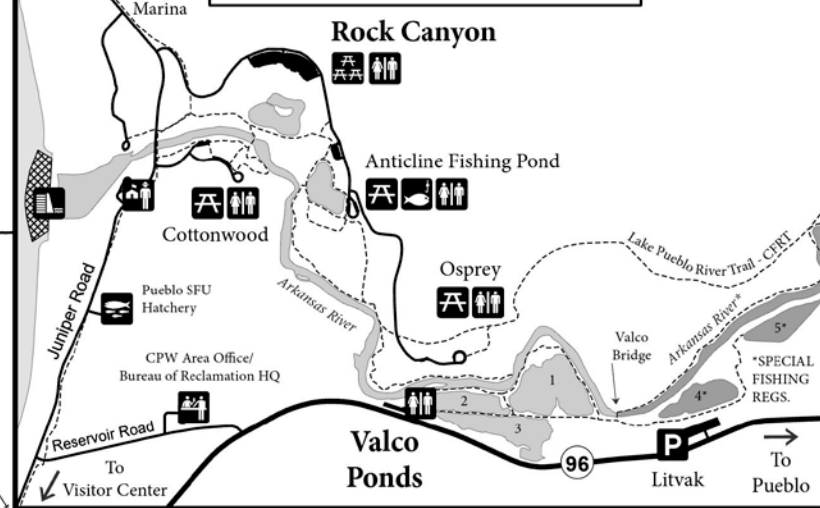 Marina
Rock Canyon
Anticline Fishing Pond
Cottonwood
Osprey
Lake Pueblo River Trail - CFRT
Juniper Road
Pueblo SFU
Hatchery
Arkansas River
Arkansas River*
Valco
Bridge
5*
*SPECIAL
FISHING
REGS.
CPW Area Office/
Bureau of Reclamation HQ
1
2
3
4*
Reservoir Road
Valco
Ponds
96
P
Litvak
To
Pueblo
To
Visitor Center